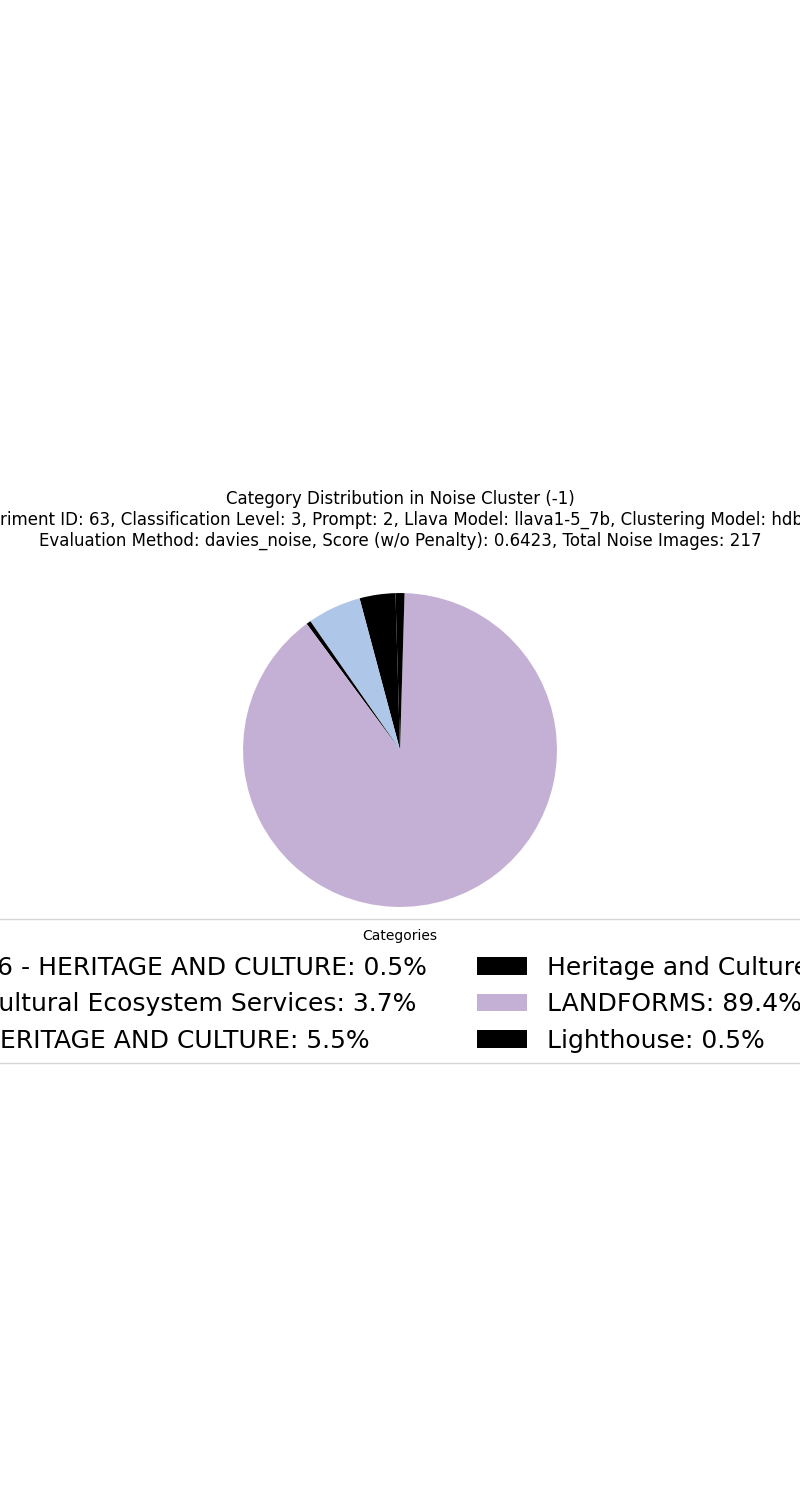 Category Distribution in Noise Cluster (-1)
riment ID: 63, Classification Level: 3, Prompt: 2, Llava Model: llava1-5_7b, Clustering Model: hdb
Evaluation Method: davies_noise, Score (w/o Penalty): 0.6423, Total Noise Images: 217
Categories
6 - HERITAGE AND CULTURE: 0.5%
ultural Ecosystem Services: 3.7%
ERITAGE AND CULTURE: 5.5%
Heritage and Culture
LANDFORMS: 89.4%
Lighthouse: 0.5%